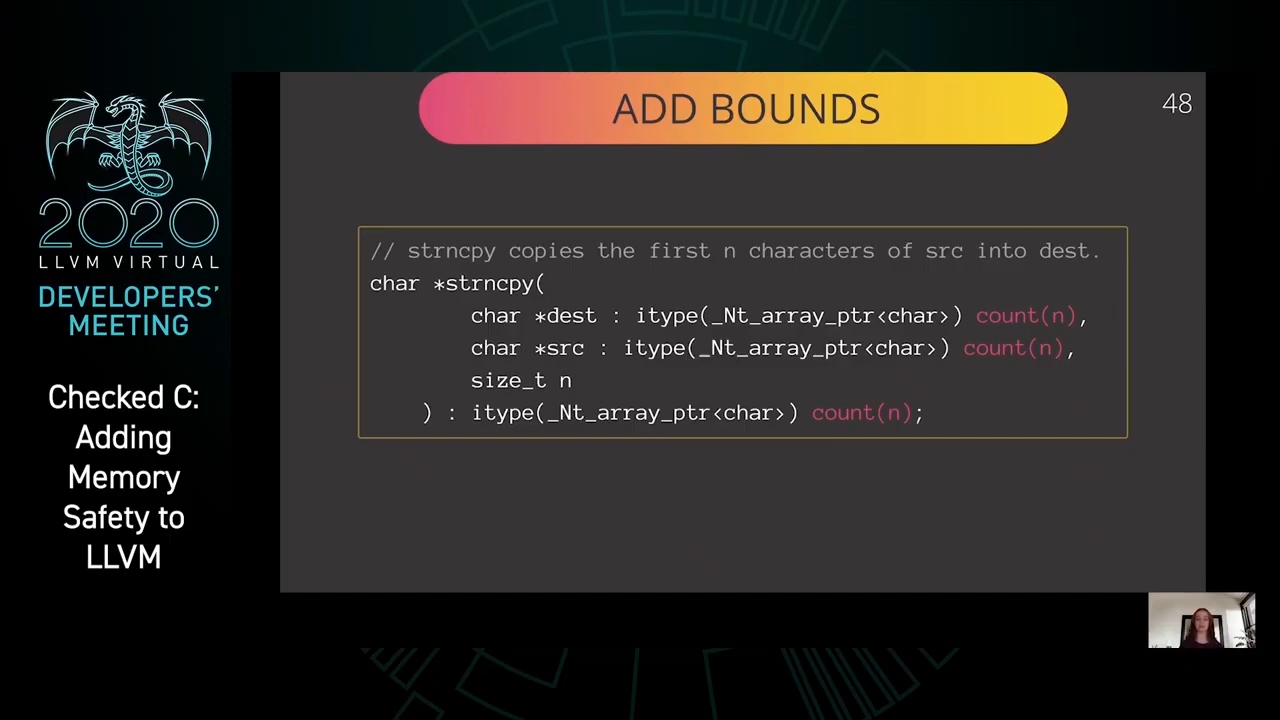 2020
LLVM VIRTUAL
DEVELOPERS'
MEETING
Checked C:
Adding
Memory
Safety to
LLVM
ADD BOUNDS
48
// strncpy copies the first n characters of src into dest.
char *strncpy(
char *dest : itype(_Nt_array_ptr<char>) count(n),
char *src : itype(_Nt_array_ptr<char>) count(n),
size_t n
) : itype(_Nt_array_ptr<char>) count(n);